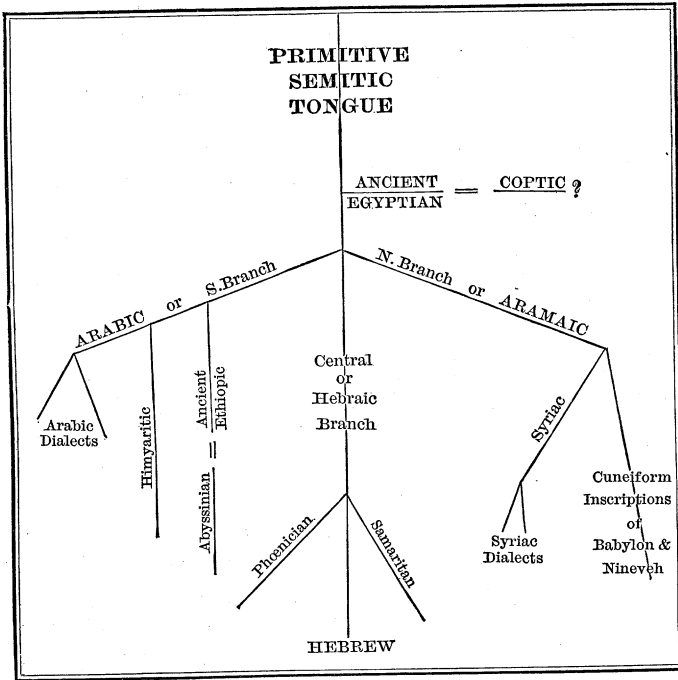 PRIMITIVE
SEMITIC
TONGUE
ANCIENT
EGYPTIAN = COPTIC ?
ARABIC or S. Branch
N. Branch or ARAMAIC
Arabic
Dialects
Himyaritic
Ancient
Ethiopic
=
Abyssinian
Central
or
Hebraic
Branch
Phœnician.
Samaritan
HEBREW
Syriac
Syriac
Dialects
Cuneiform
Inscriptions
of
Babylon &
Nineveh